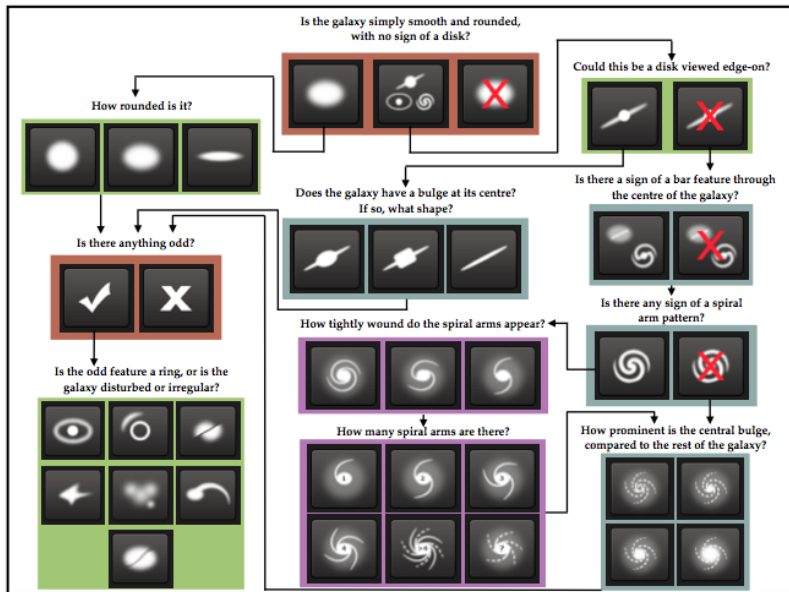 Is the galaxy simply smooth and rounded,
with no sign of a disk?
Could this be a disk viewed edge-on?
How rounded is it?
Is there a sign of a bar feature through
the centre of the galaxy?
Does the galaxy have a bulge at its centre?
If so, what shape?
Is there anything odd?
Is there any sign of a spiral
arm pattern?
How tightly wound do the spiral arms appear?
Is the odd feature a ring, or is the
galaxy disturbed or irregular?
How many spiral arms are there?
How prominent is the central bulge,
compared to the rest of the galaxy?
1
2
3
4
?